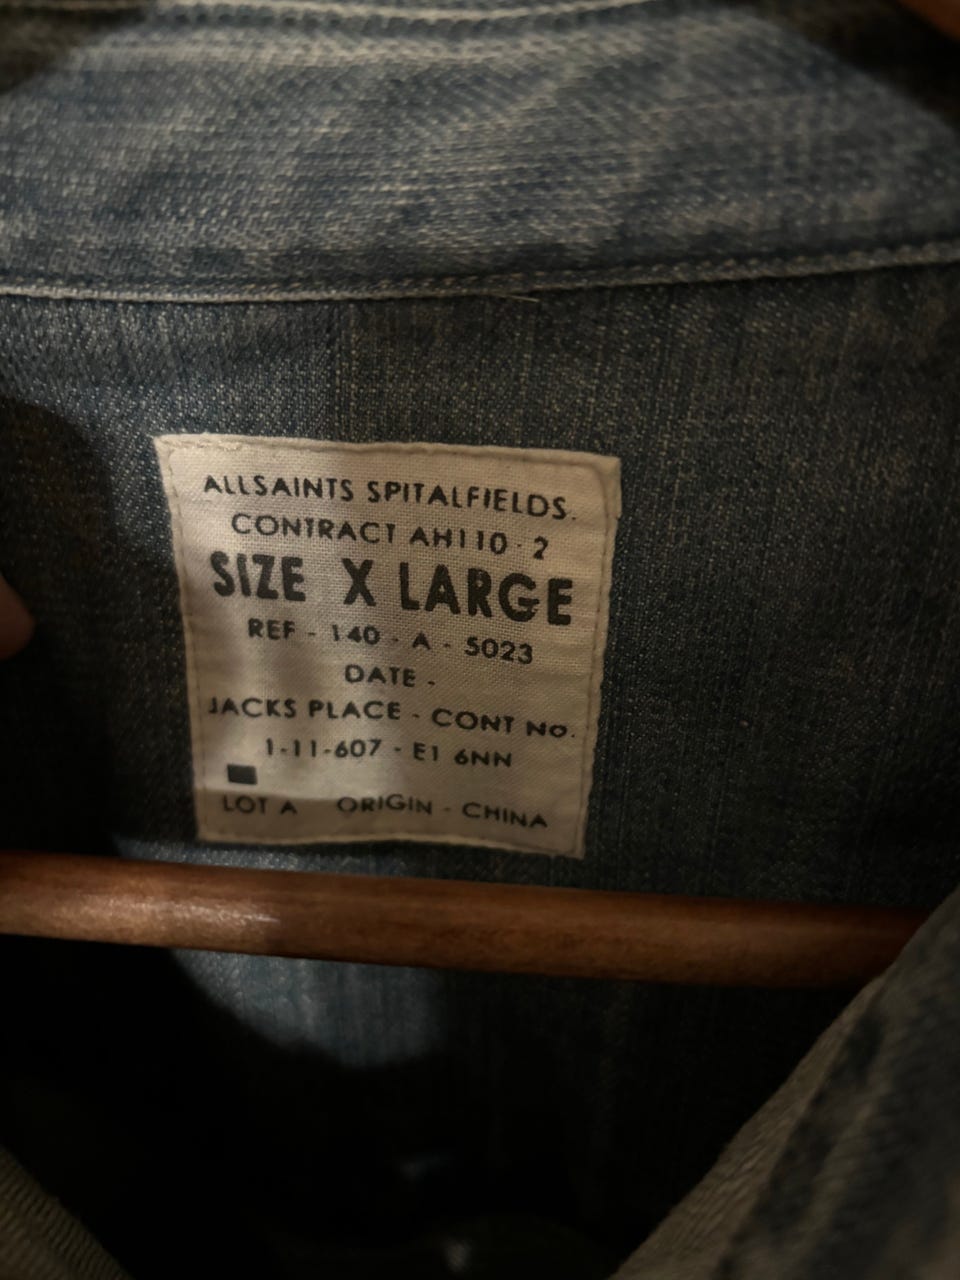 ALLSAINTS SPITALFIELDS.
CONTRACT AH110 - 2
SIZE X LARGE
REF - 140 - A - 5023
DATE -
JACKS PLACE - CONT NO.
1-11-607 - E1 6NN
LOT A ORIGIN - CHINA